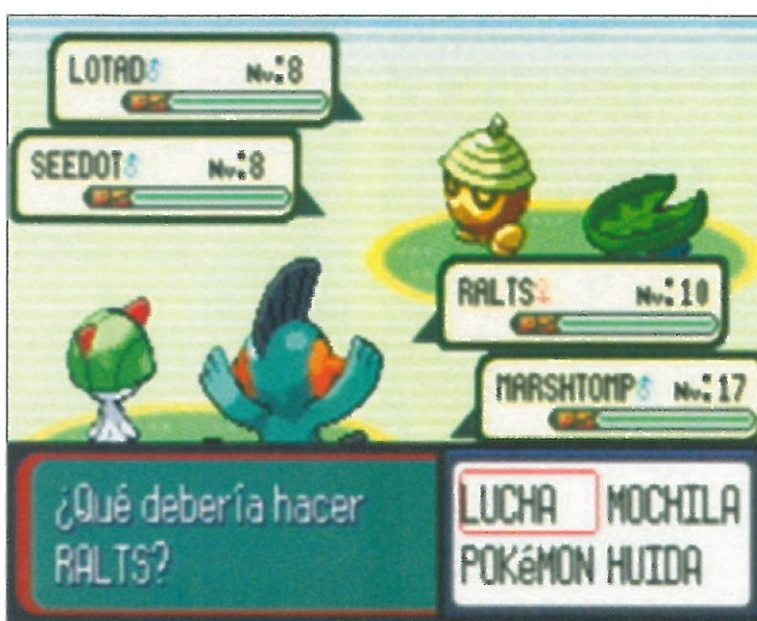 LOTAD♂ Nv:8
SEEDOT♂ Nv:8
RALTS♀ Nv:10
MARSHTOMP♂ Nv:17
¿Qué debería hacer
RALTS?
LUCHA MOCHILA
POKéMON HUIDA